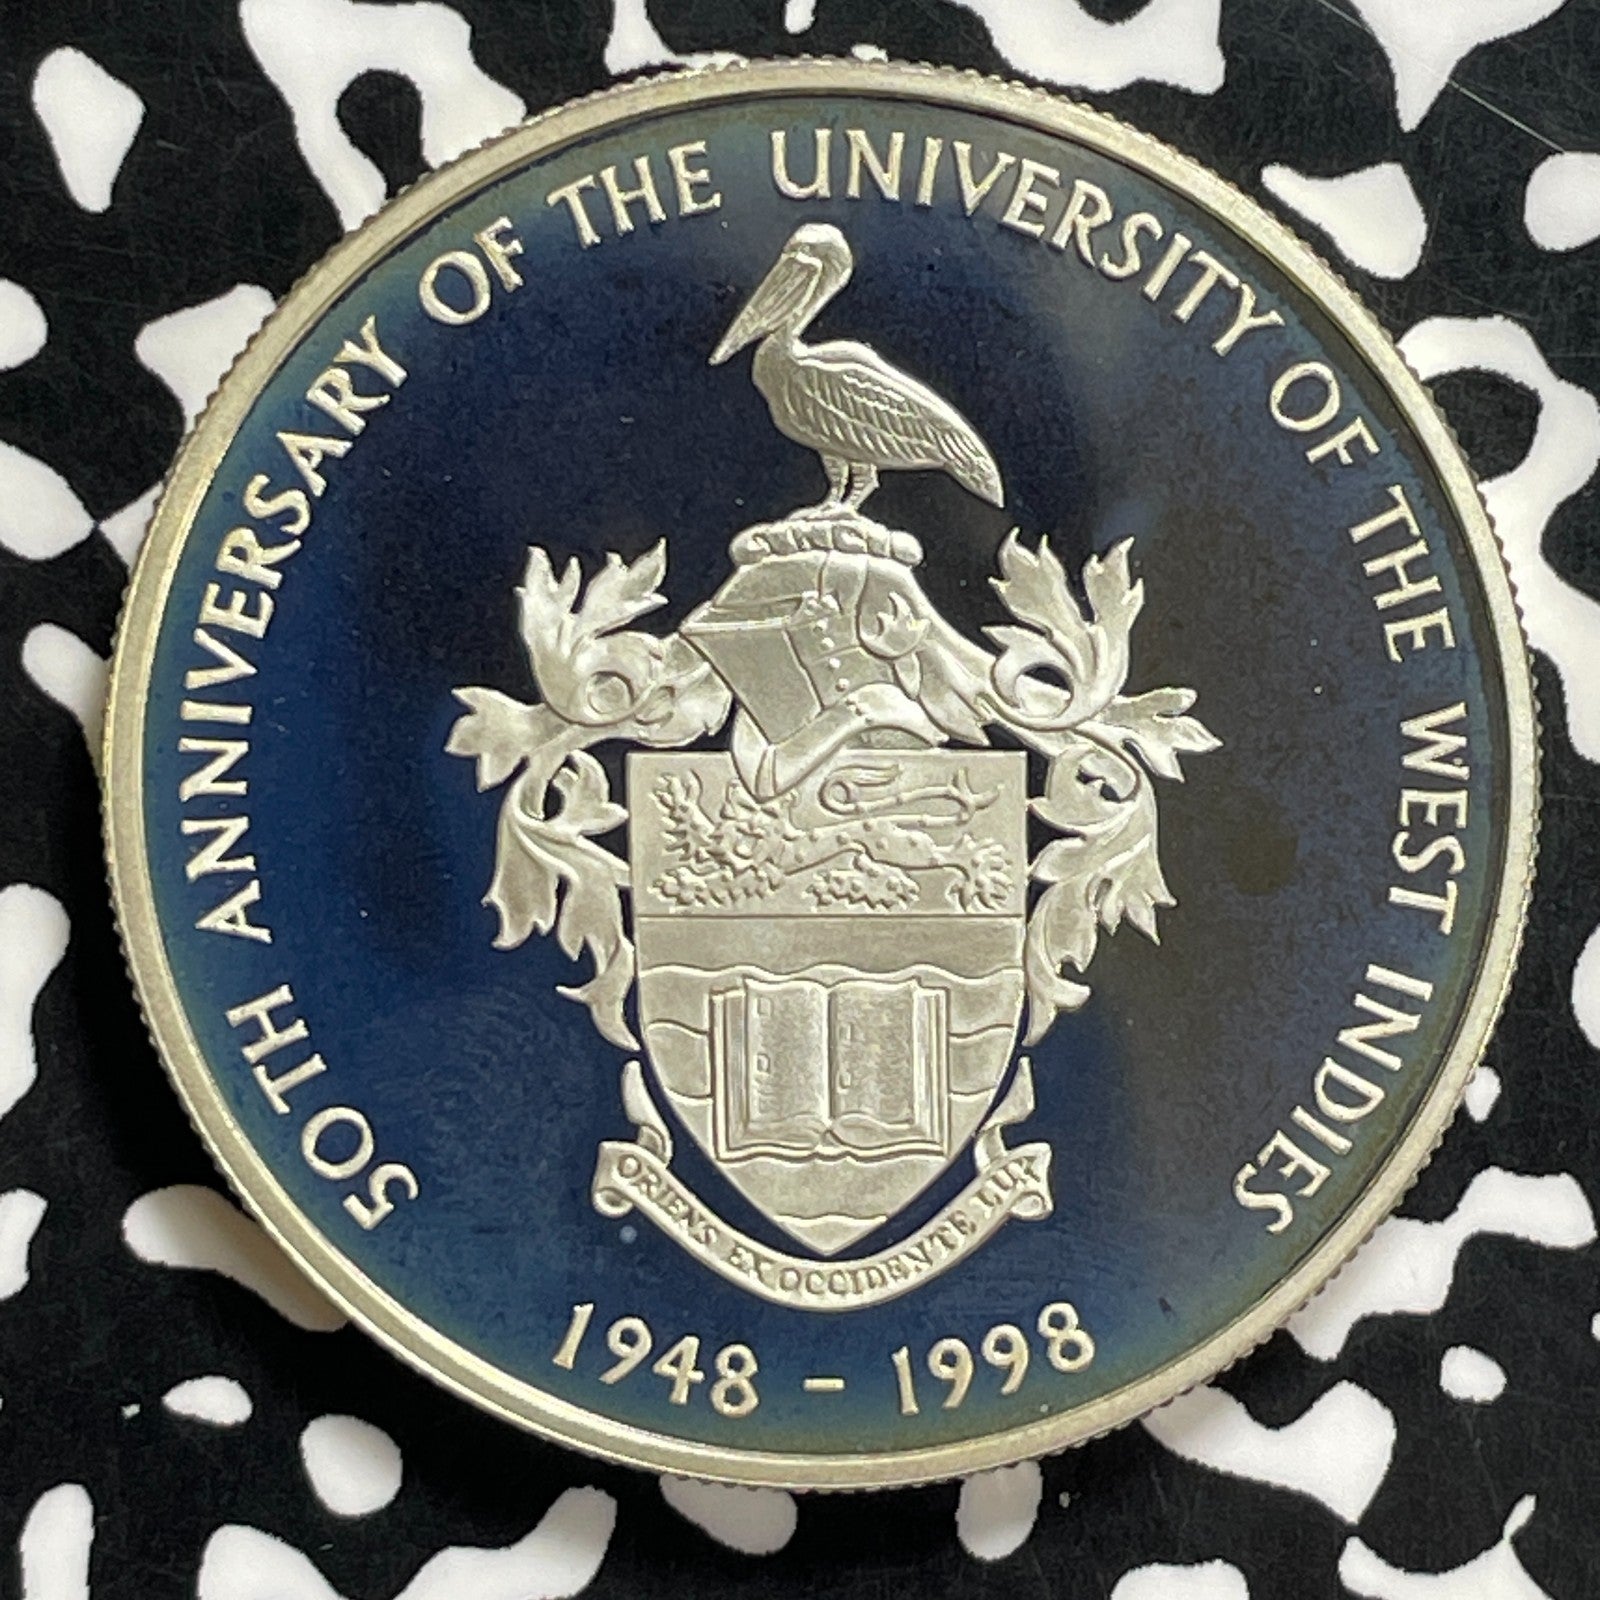 50TH ANNIVERSARY OF THE UNIVERSITY OF THE WEST INDIES
ORIENS EX OCCIDENTE LUX
1948 - 1998